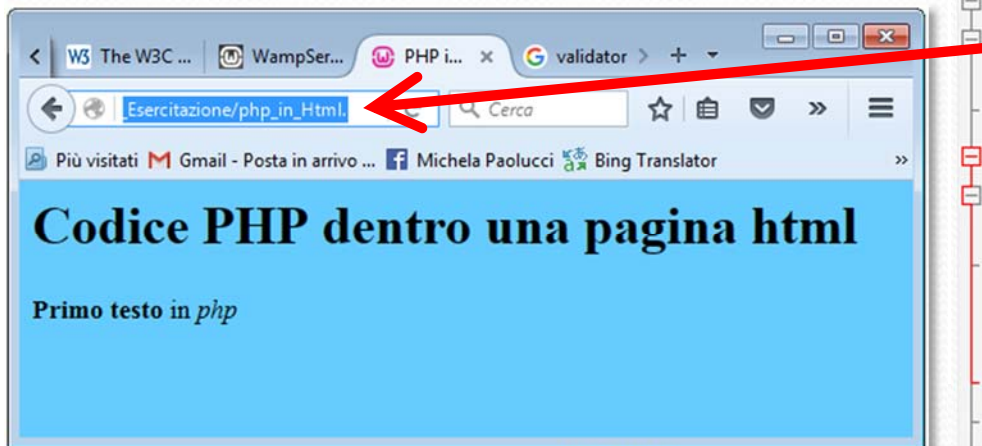 W3 The W3C ... WampSer... PHP i... x G validator > + 
_Esercitazione/php_in_Html. Cerca
Più visitati Gmail - Posta in arrivo ... f Michela Paolucci Bing Translator »
Codice PHP dentro una pagina html
Primo testo in php